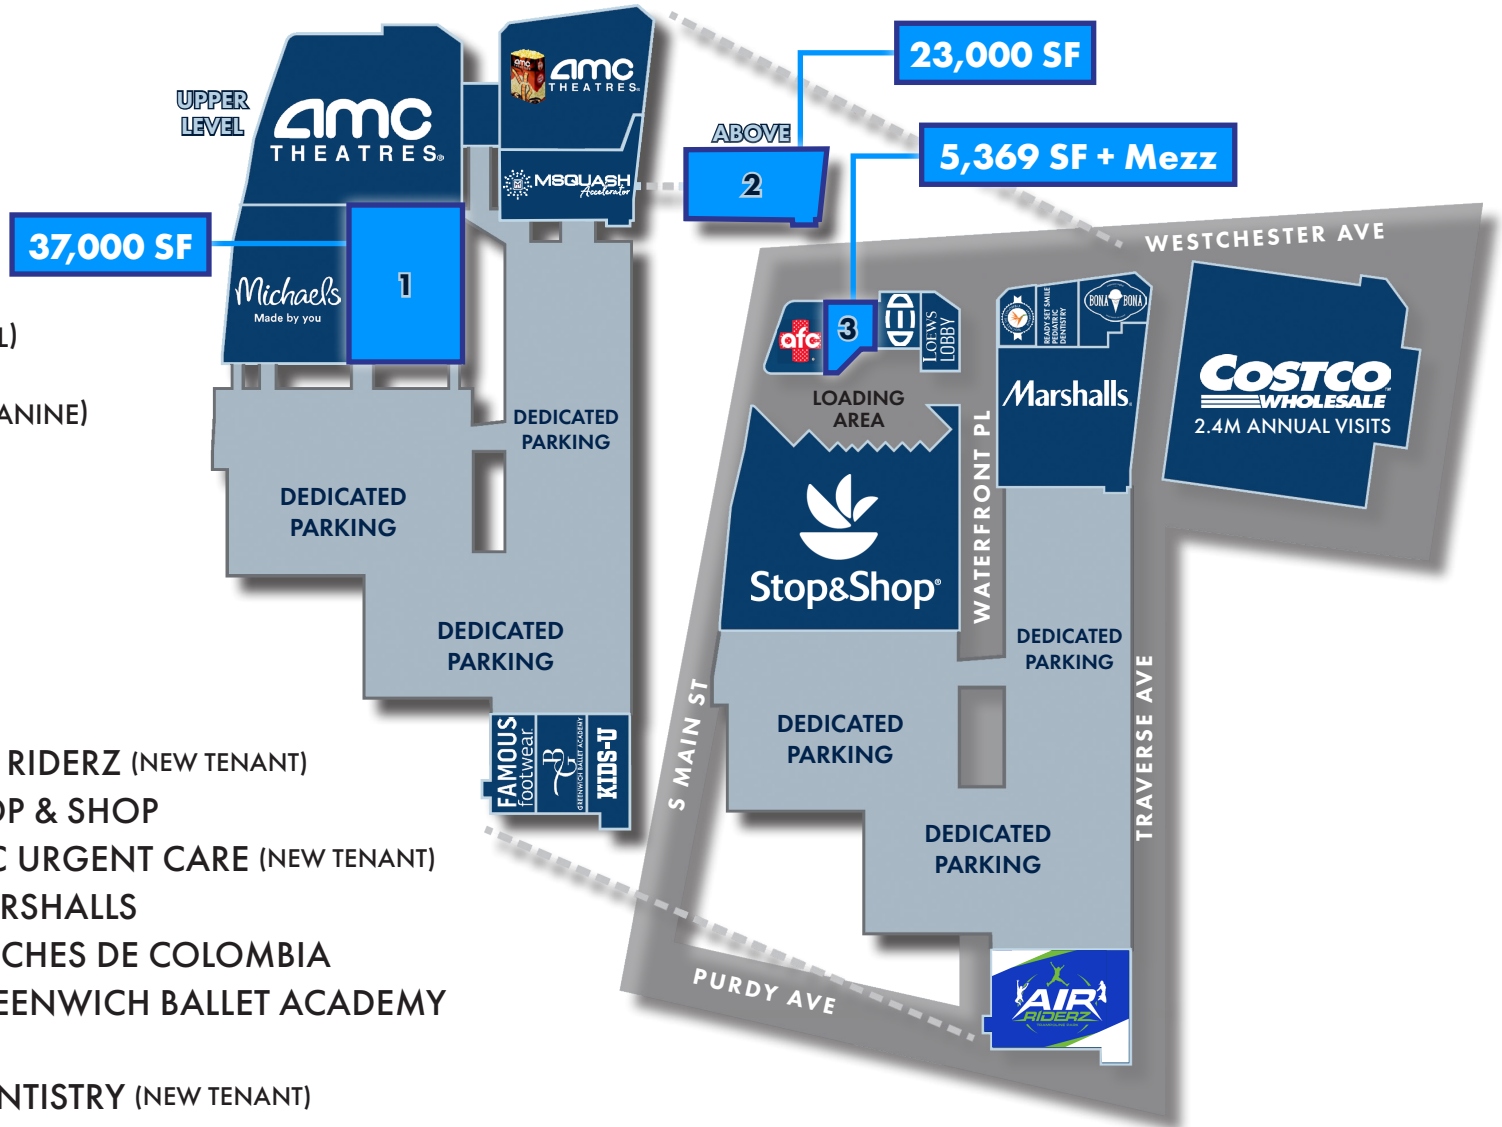 UPPER
LEVEL
amc
THEATRES®
amc
THEATRES®
MSQUASH
Accelerator
37,000 SF
Michaels
Made by you
1
ABOVE
2
23,000 SF
5,369 SF + Mezz
L)
ANINE)
DEDICATED
PARKING
DEDICATED
PARKING
DEDICATED
PARKING
FAMOUS
footwear
BG
GREENWICH BALLET ACADEMY
KIDS-U
RIDERZ (NEW TENANT)
OP & SHOP
C URGENT CARE (NEW TENANT)
RSHALLS
CHES DE COLOMBIA
EENWICH BALLET ACADEMY
NTISTRY (NEW TENANT)
WESTCHESTER AVE
afc
3
LOEWS
LOBBY
READY SET SMILE
PEDIATRIC
DENTISTRY
BONA BONA
LOADING
AREA
Marshalls.
COSTCO
WHOLESALE
2.4M ANNUAL VISITS
WATERFRONT PL
Stop&Shop®
DEDICATED
PARKING
S MAIN ST
DEDICATED
PARKING
TRAVERSE AVE
DEDICATED
PARKING
PURDY AVE
AIR
RIDERZ
TRAMPOLINE PARK